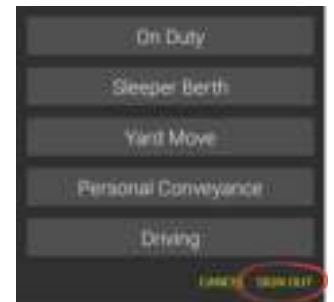 On Duty
Sleeper Berth
Yard Move
Personal Conveyance
Driving
CANCEL SIGN OUT